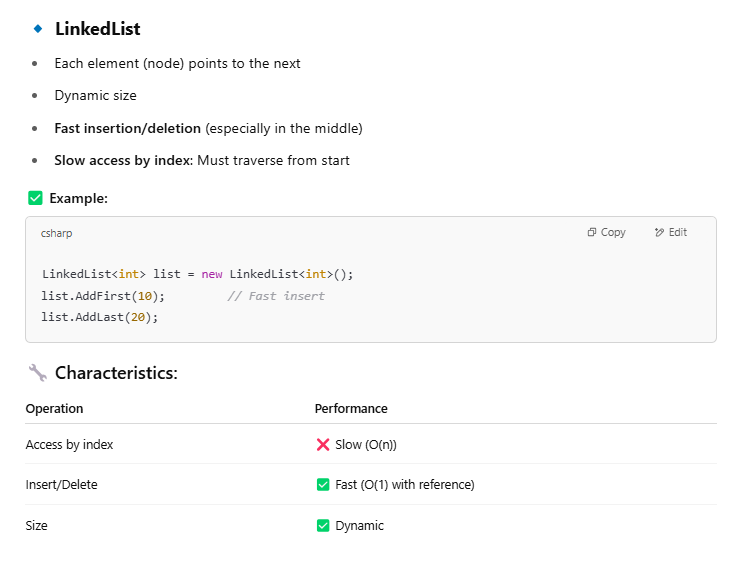 LinkedList
Each element (node) points to the next
Dynamic size
Fast insertion/deletion (especially in the middle)
Slow access by index: Must traverse from start
Example:
csharp Copy Edit
LinkedList<int> list = new LinkedList<int>();
list.AddFirst(10); // Fast insert
list.AddLast(20);
Characteristics:
Operation Performance
Access by index ❌ Slow (O(n))
Insert/Delete ✅ Fast (O(1) with reference)
Size ✅ Dynamic